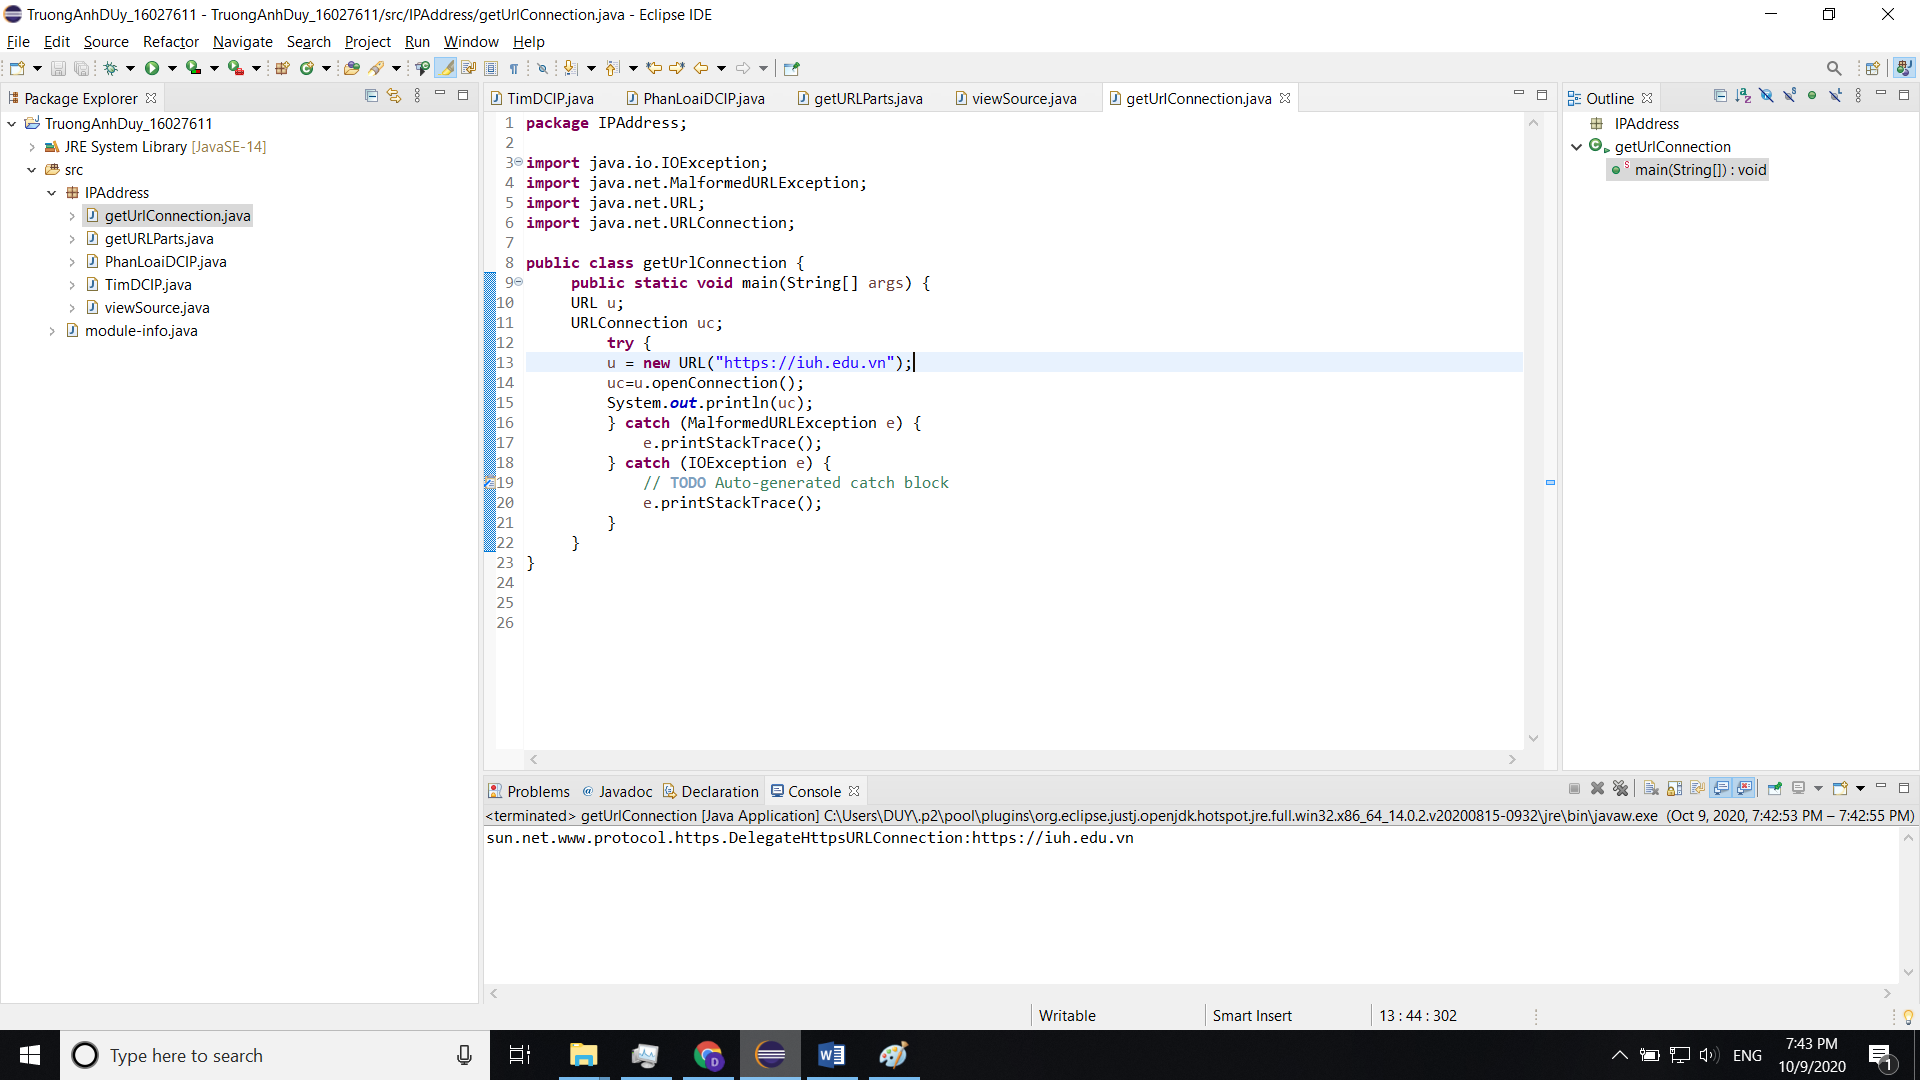 TruongAnhDUy_16027611 - TruongAnhDuy_16027611/src/IPAddress/getUrlConnection.java - Eclipse IDE
File Edit Source Refactor Navigate Search Project Run Window Help
Package Explorer
TruongAnhDuy_16027611
JRE System Library [JavaSE-14]
src
IPAddress
getUrlConnection.java
getURLParts.java
PhanLoaiDCIP.java
TimDCIP.java
viewSource.java
module-info.java
TimDCIP.java PhanLoaiDCIP.java getURLParts.java viewSource.java getUrlConnection.java
1 package IPAddress;
2
3 import java.io.IOException;
4 import java.net.MalformedURLException;
5 import java.net.URL;
6 import java.net.URLConnection;
7
8 public class getUrlConnection {
9 public static void main(String[] args) {
10 URL u;
11 URLConnection uc;
12 try {
13 u = new URL("https://iuh.edu.vn");
14 uc=u.openConnection();
15 System.out.println(uc);
16 } catch (MalformedURLException e) {
17 e.printStackTrace();
18 } catch (IOException e) {
19 // TODO Auto-generated catch block
20 e.printStackTrace();
21 }
22 }
23 }
24
25
26
Outline
IPAddress
getUrlConnection
main(String[]) : void
Problems @ Javadoc Declaration Console
<terminated> getUrlConnection [Java Application] C:\Users\DUY\.p2\pool\plugins\org.eclipse.justj.openjdk.hotspot.jre.full.win32.x86_64_14.0.2.v20200815-0932\jre\bin\javaw.exe (Oct 9, 2020, 7:42:53 PM – 7:42:55 PM)
sun.net.www.protocol.https.DelegateHttpsURLConnection:https://iuh.edu.vn
Writable Smart Insert 13 : 44 : 302
Type here to search
ENG
7:43 PM
10/9/2020
1